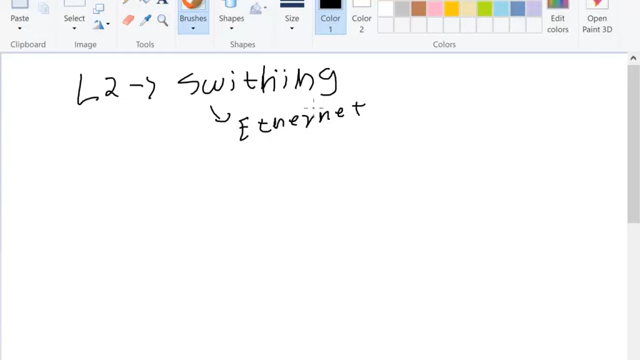 Paste
Select
Brushes
Shapes
Size
Color 1
Color 2
Edit colors
Open Paint 3D
Clipboard
Image
Tools
Shapes
Colors
L2 → swithing
↘ Ethernet